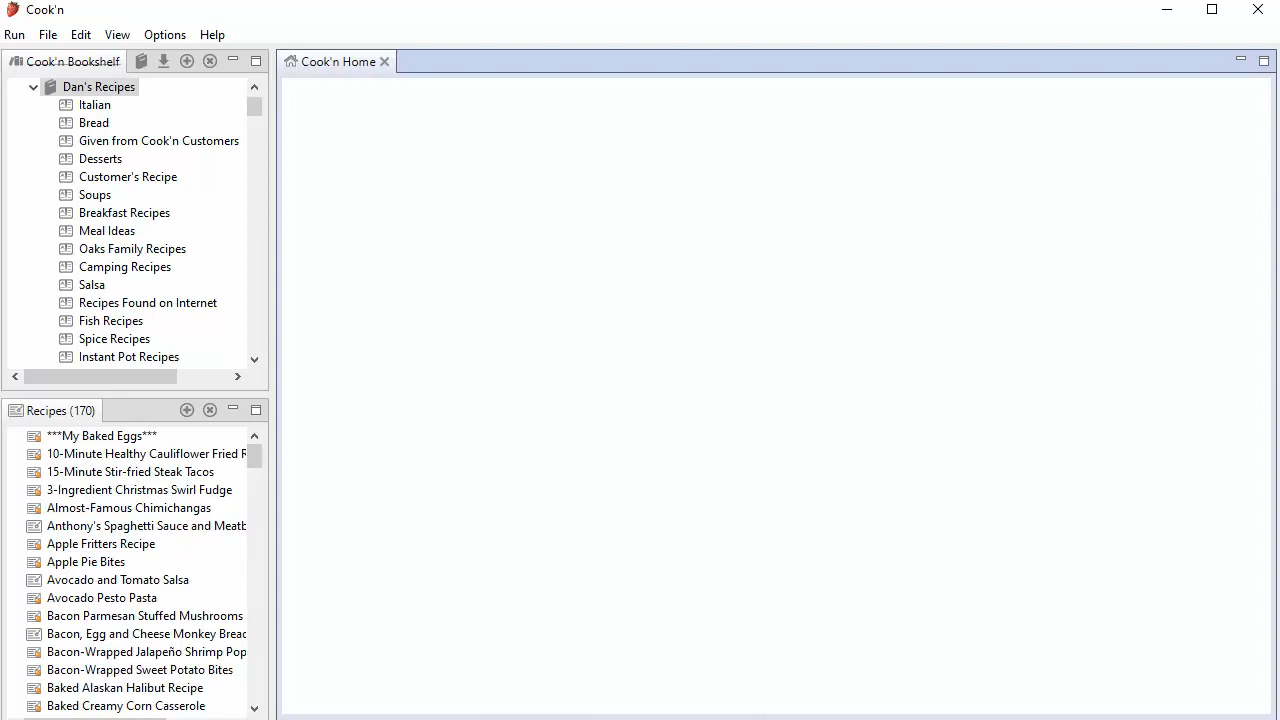 Cook'n
Run File Edit View Options Help
Cook'n Bookshelf
Cook'n Home
Dan's Recipes
Italian
Bread
Given from Cook'n Customers
Desserts
Customer's Recipe
Soups
Breakfast Recipes
Meal Ideas
Oaks Family Recipes
Camping Recipes
Salsa
Recipes Found on Internet
Fish Recipes
Spice Recipes
Instant Pot Recipes
Recipes (170)
***My Baked Eggs***
10-Minute Healthy Cauliflower Fried R
15-Minute Stir-fried Steak Tacos
3-Ingredient Christmas Swirl Fudge
Almost-Famous Chimichangas
Anthony's Spaghetti Sauce and Meatb
Apple Fritters Recipe
Apple Pie Bites
Avocado and Tomato Salsa
Avocado Pesto Pasta
Bacon Parmesan Stuffed Mushrooms
Bacon, Egg and Cheese Monkey Breac
Bacon-Wrapped Jalapeño Shrimp Pop
Bacon-Wrapped Sweet Potato Bites
Baked Alaskan Halibut Recipe
Baked Creamy Corn Casserole